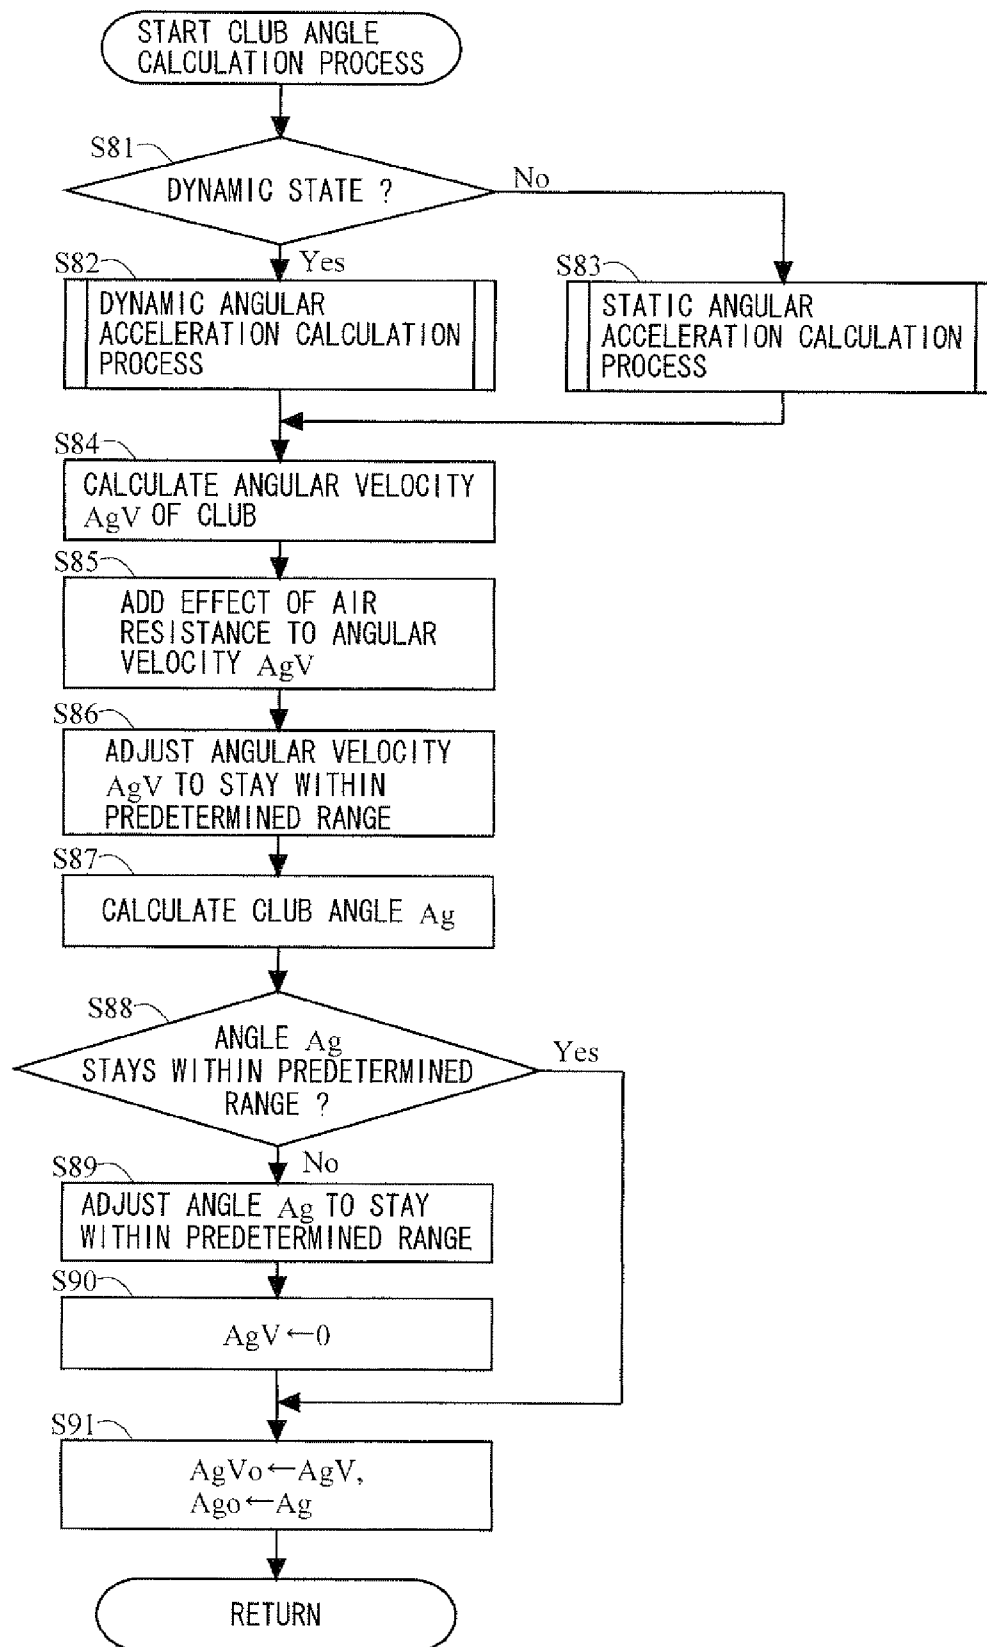 START CLUB ANGLE
CALCULATION PROCESS
S81
DYNAMIC STATE ?
No
Yes
S82
DYNAMIC ANGULAR
ACCELERATION CALCULATION
PROCESS
S83
STATIC ANGULAR
ACCELERATION CALCULATION
PROCESS
S84
CALCULATE ANGULAR VELOCITY
AgV OF CLUB
S85
ADD EFFECT OF AIR
RESISTANCE TO ANGULAR
VELOCITY AgV
S86
ADJUST ANGULAR VELOCITY
AgV TO STAY WITHIN
PREDETERMINED RANGE
S87
CALCULATE CLUB ANGLE Ag
S88
ANGLE Ag
STAYS WITHIN PREDETERMINED
RANGE ?
Yes
No
S89
ADJUST ANGLE Ag TO STAY
WITHIN PREDETERMINED RANGE
S90
AgV←0
S91
AgVo←AgV,
Ago←Ag
RETURN